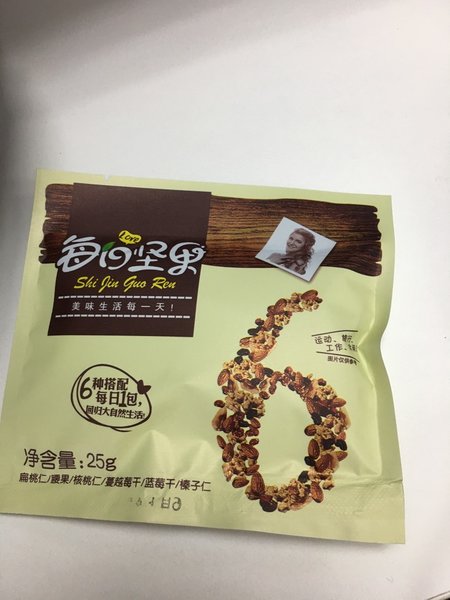 Love
每日坚果
Shi Jin Guo Ren
美味生活每一天!
运动、
工作、
图片仅供参考
6种搭配
每日1包,
回归大自然生活!
净含量: 25g
扁桃仁/腰果/核桃仁/蔓越莓干/蓝莓干/榛子仁